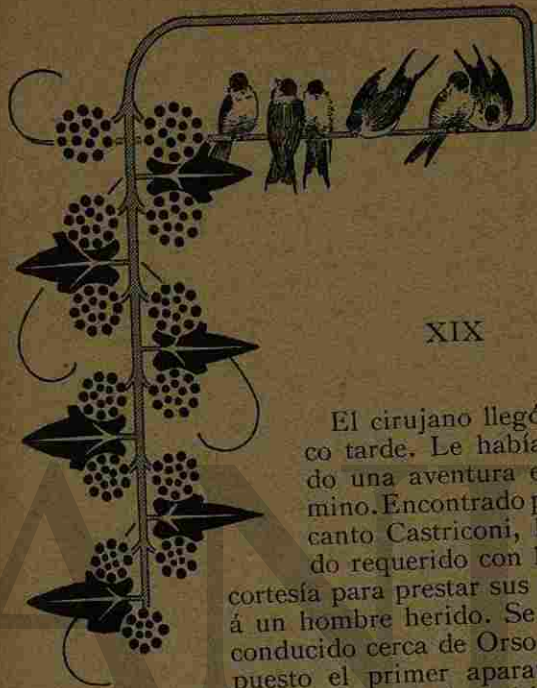 XIX
El cirujano llegó
co tarde. Le había
do una aventura e
mino. Encontrado p
canto Castriconi,
do requerido con
cortesía para prestar sus
á un hombre herido. Se
conducido cerca de Orso
puesto el primer apara